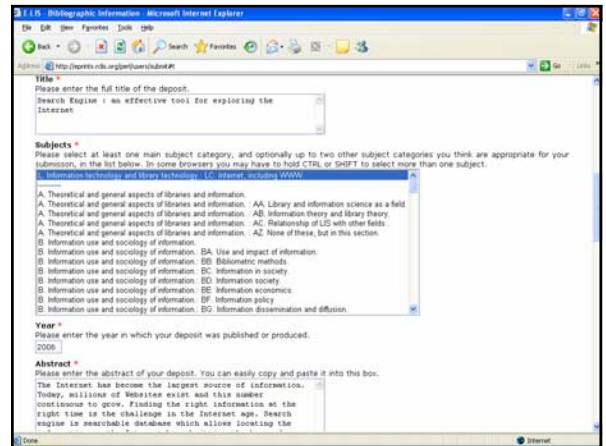 E-LIS - Bibliographic Information - Microsoft Internet Explorer
File Edit View Favorites Tools Help
Back Search Favorites
Address http://eprints.rclis.org/perl/users/submit#t Go Links
Title *
Please enter the full title of the deposit.
Search Engine : an effective tool for exploring the
Internet
Subjects *
Please select at least one main subject category, and optionally up to two other subject categories you think are appropriate for your
submisson, in the list below. In some browsers you may have to hold CTRL or SHIFT to select more than one subject.
L. Information technology and library technology.: LC. Internet, including WWW.
----------
A. Theoretical and general aspects of libraries and information.
A. Theoretical and general aspects of libraries and information. : AA. Library and information science as a field
A. Theoretical and general aspects of libraries and information. : AB. Information theory and library theory.
A. Theoretical and general aspects of libraries and information. : AC. Relationship of LIS with other fields .
A. Theoretical and general aspects of libraries and information. : AZ. None of these, but in this section.
B. Information use and sociology of information.
B. Information use and sociology of information.: BA. Use and impact of information.
B. Information use and sociology of information.: BB. Bibliometric methods.
B. Information use and sociology of information.: BC. Information in society.
B. Information use and sociology of information.: BD. Information society.
B. Information use and sociology of information.: BE. Information economics.
B. Information use and sociology of information.: BF. Information policy
B. Information use and sociology of information.: BG. Information dissemination and diffusion.
Year *
Please enter the year in which your deposit was published or produced.
2006
Abstract *
Please enter the abstract of your deposit. You can easily copy and paste it into this box.
The Internet has become the largest source of information.
Today, millions of Websites exist and this number
continuous to grow. Finding the right information at the
right time is the challenge in the Internet age. Search
engine is searchable database which allows locating the
Done Internet